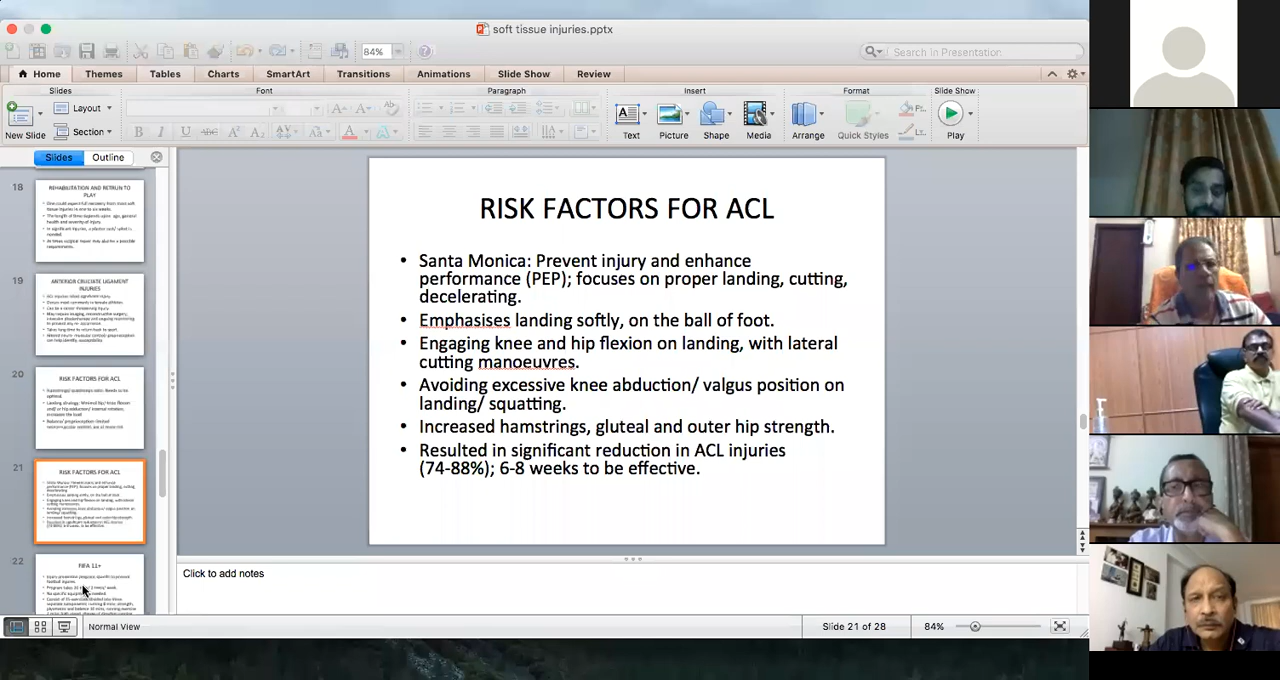 soft tissue injuries.pptx
84%
Search in Presentation
Home
Themes
Tables
Charts
SmartArt
Transitions
Animations
Slide Show
Review
Slides
Font
Paragraph
Insert
Format
Slide Show
New Slide
Layout
Section
Text
Picture
Shape
Media
Arrange
Quick Styles
Play
Slides
Outline
18
REHABILITATION AND RETRUN TO
PLAY
19
ANTERIOR CRUCIATE LIGAMENT
INJURIES
20
RISK FACTORS FOR ACL
21
RISK FACTORS FOR ACL
22
FIFA 11+
RISK FACTORS FOR ACL
• Santa Monica: Prevent injury and enhance
performance (PEP); focuses on proper landing, cutting,
decelerating.
• Emphasises landing softly, on the ball of foot.
• Engaging knee and hip flexion on landing, with lateral
cutting manoeuvres.
• Avoiding excessive knee abduction/ valgus position on
landing/ squatting.
• Increased hamstrings, gluteal and outer hip strength.
• Resulted in significant reduction in ACL injuries
(74-88%); 6-8 weeks to be effective.
Click to add notes
Normal View
Slide 21 of 28
84%